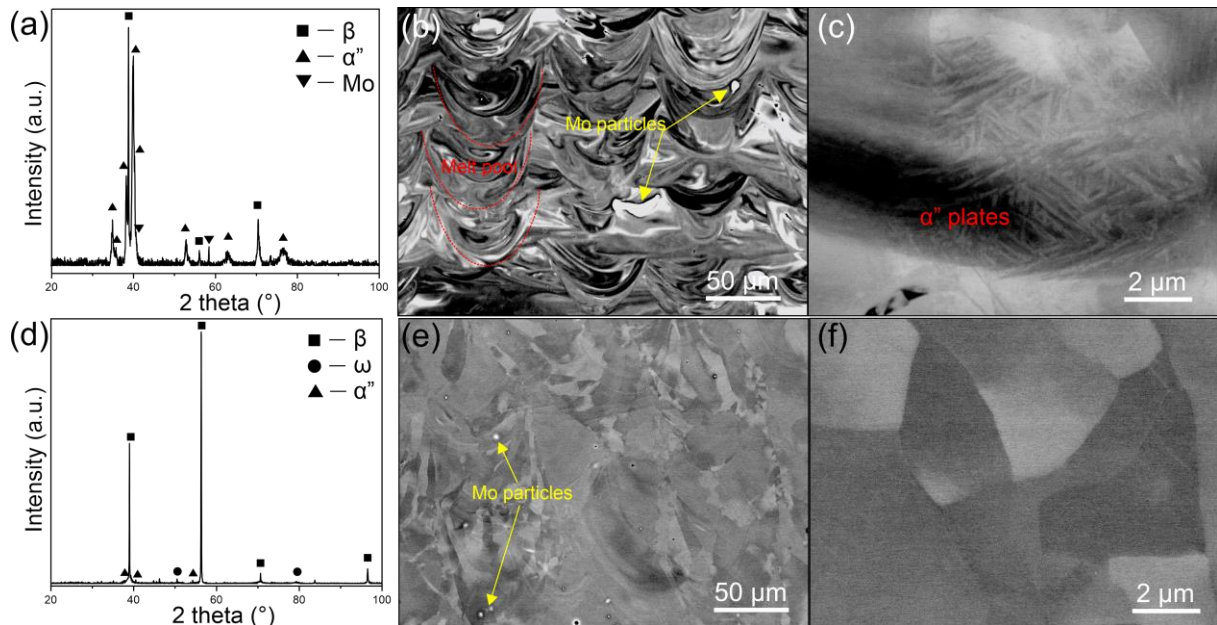 (a)
■ — β
▲ — α”
▼ — Mo
Intensity (a.u.)
20 40 60 80 100
2 theta (°)
(b)
Mo particles
Melt pool
50 µm
(c)
α” plates
2 µm
(d)
■ — β
● — ω
▲ — α”
Intensity (a.u.)
20 40 60 80 100
2 theta (°)
(e)
Mo particles
50 µm
(f)
2 µm